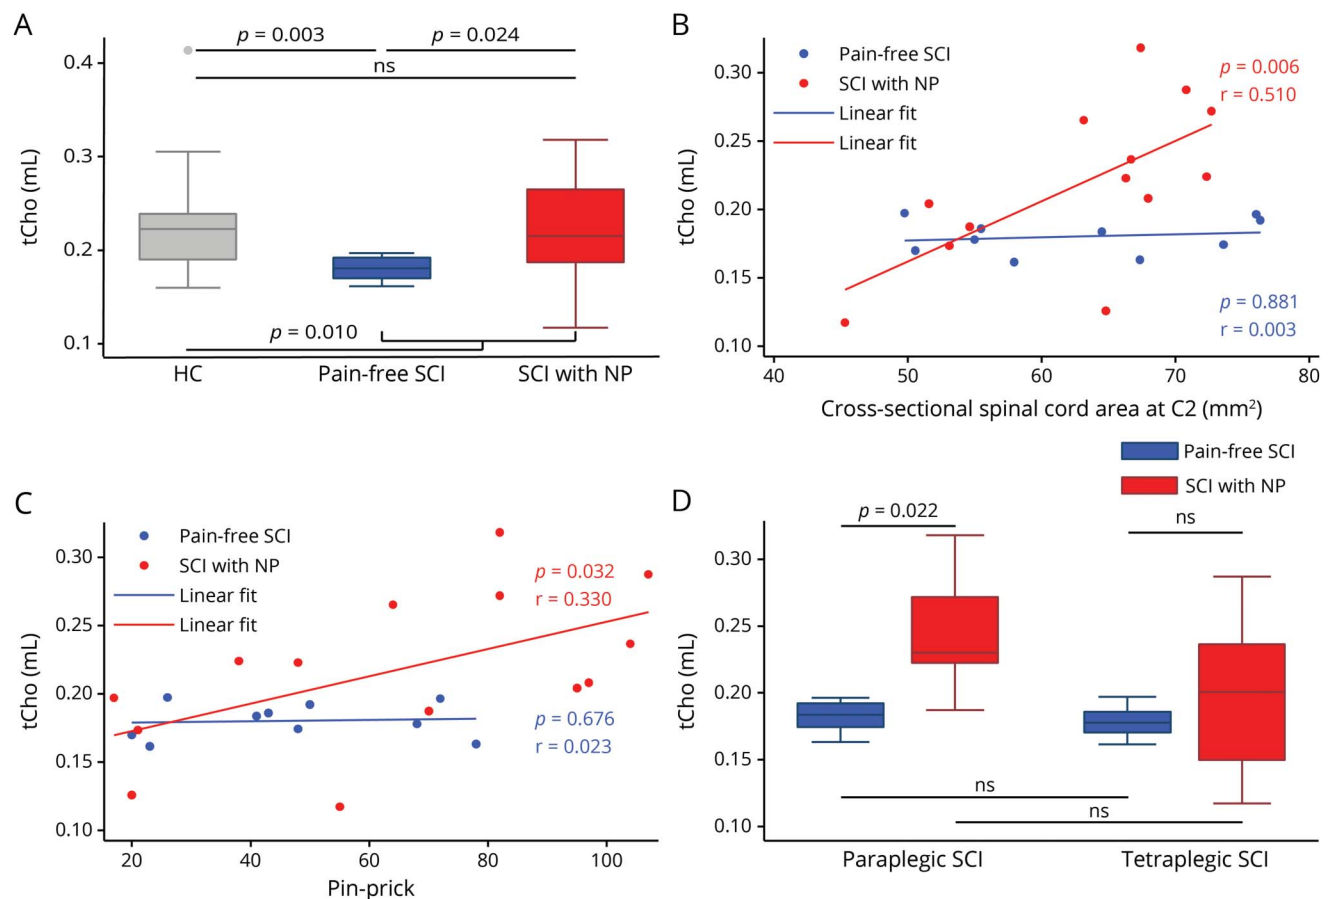 A
p = 0.003
p = 0.024
ns
0.4
0.3
0.2
0.1
tCho (mL)
p = 0.010
HC
Pain-free SCI
SCI with NP
B
Pain-free SCI
SCI with NP
Linear fit
Linear fit
p = 0.006
r = 0.510
0.30
0.25
0.20
0.15
0.10
tCho (mL)
p = 0.881
r = 0.003
40
50
60
70
80
Cross-sectional spinal cord area at C2 (mm²)
C
Pain-free SCI
SCI with NP
Linear fit
Linear fit
p = 0.032
r = 0.330
0.30
0.25
0.20
0.15
0.10
tCho (mL)
p = 0.676
r = 0.023
20
40
60
80
100
Pin-prick
Pain-free SCI
SCI with NP
D
p = 0.022
ns
0.30
0.25
0.20
0.15
0.10
tCho (mL)
ns
ns
Paraplegic SCI
Tetraplegic SCI